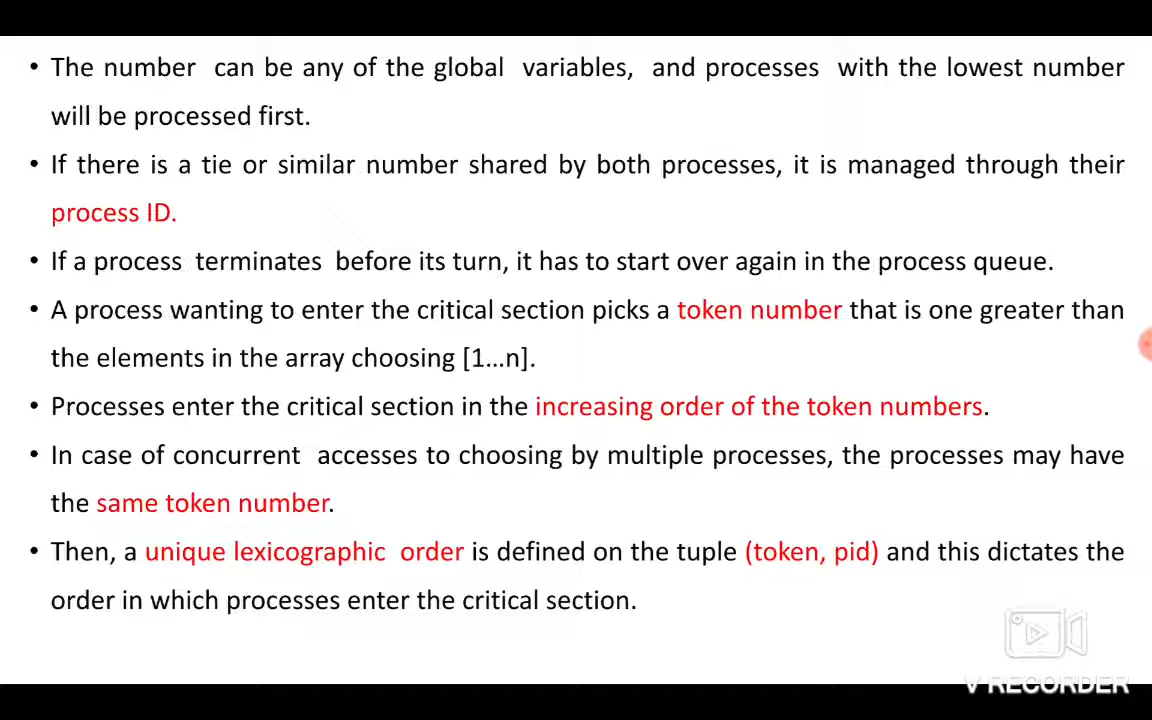 • The number can be any of the global variables, and processes with the lowest number
will be processed first.
• If there is a tie or similar number shared by both processes, it is managed through their
process ID.
• If a process terminates before its turn, it has to start over again in the process queue.
• A process wanting to enter the critical section picks a token number that is one greater than
the elements in the array choosing [1...n].
• Processes enter the critical section in the increasing order of the token numbers.
• In case of concurrent accesses to choosing by multiple processes, the processes may have
the same token number.
• Then, a unique lexicographic order is defined on the tuple (token, pid) and this dictates the
order in which processes enter the critical section.
V RECORDER